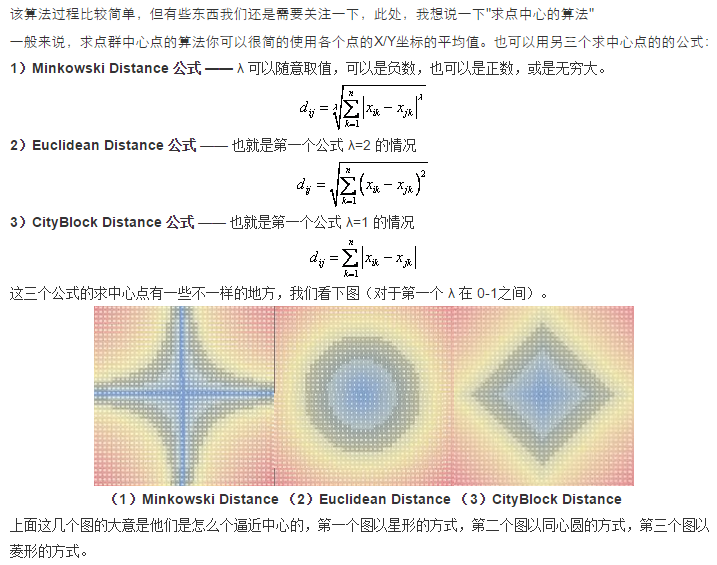 该算法过程比较简单，但有些东西我们还是需要关注一下，此处，我想说一下"求点中心的算法"
一般来说，求点群中心点的算法你可以很简的使用各个点的X/Y坐标的平均值。也可以用另三个求中心点的的公式：
1）Minkowski Distance 公式 —— λ 可以随意取值，可以是负数，也可以是正数，或是无穷大。
d_{ij} = \sqrt[λ]{\sum_{k=1}^{n} |x_{ik} - x_{jk}|^λ}
2）Euclidean Distance 公式 —— 也就是第一个公式 λ=2 的情况
d_{ij} = \sqrt{\sum_{k=1}^{n} (x_{ik} - x_{jk})^2}
3）CityBlock Distance 公式 —— 也就是第一个公式 λ=1 的情况
d_{ij} = \sum_{k=1}^{n} |x_{ik} - x_{jk}|
这三个公式的求中心点有一些不一样的地方，我们看下图（对于第一个 λ 在 0-1之间）。
（1）Minkowski Distance （2）Euclidean Distance （3）CityBlock Distance
上面这几个图的大意是他们是怎么个逼近中心的，第一个图以星形的方式，第二个图以同心圆的方式，第三个图以
菱形的方式。